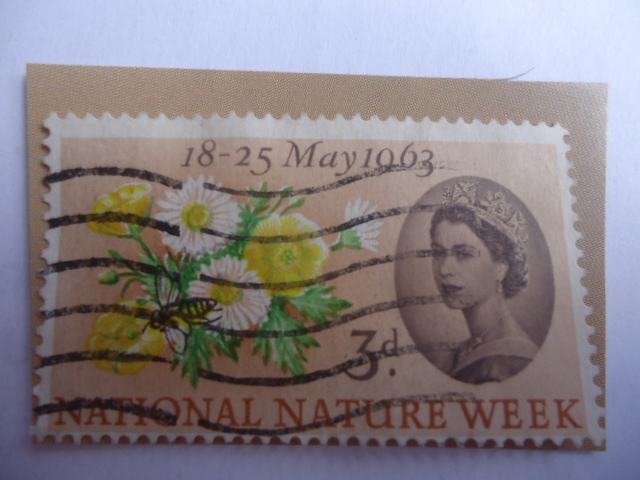 18-25 May 1963
3d.
NATIONAL NATURE WEEK